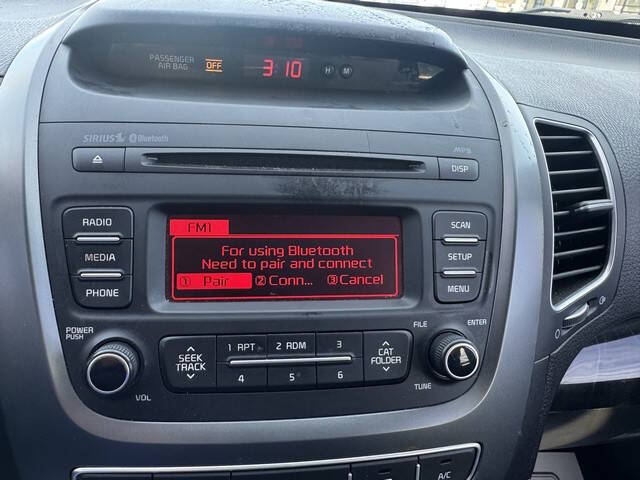 PASSENGER
AIR BAG OFF 3:10 H M
SIRIUS Bluetooth
MP3
DISP
RADIO
MEDIA
PHONE
FM1
For using Bluetooth
Need to pair and connect
① Pair ② Conn... ③ Cancel
SCAN
SETUP
MENU
POWER
PUSH
VOL
SEEK
TRACK
1 RPT 2 RDM 3
4 5 6
CAT
FOLDER
FILE
ENTER
TUNE
A/C